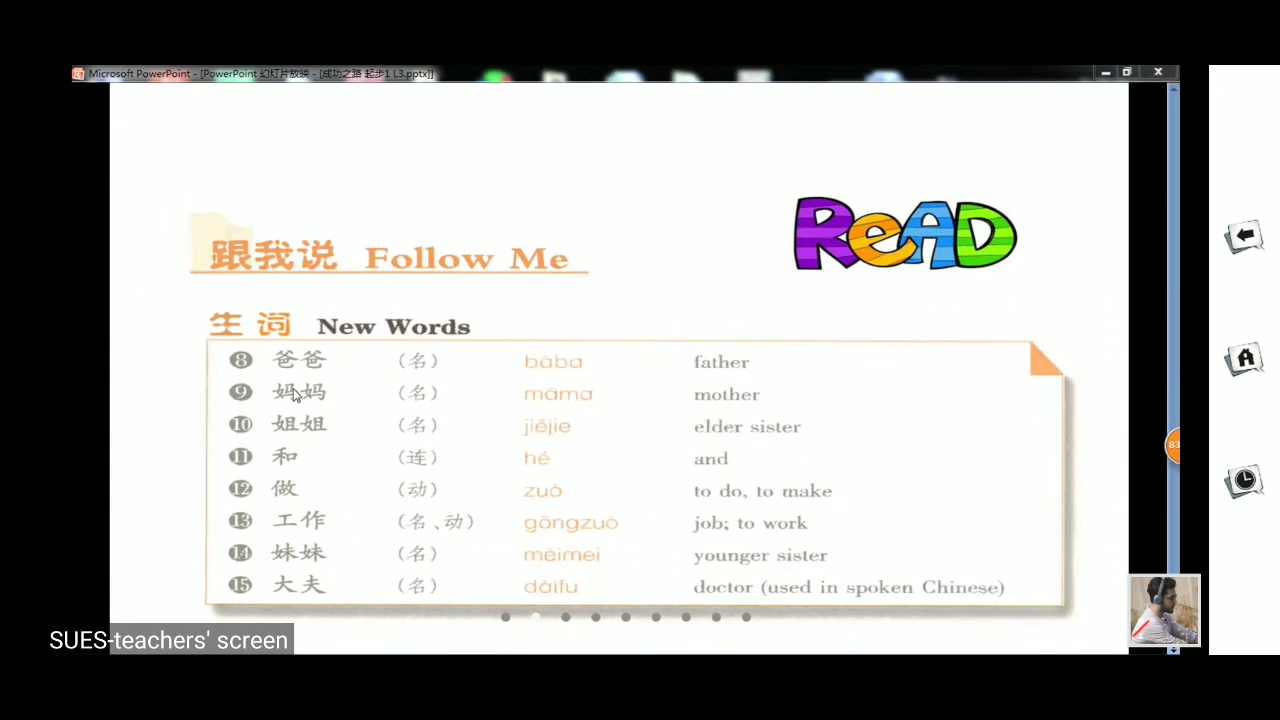 Microsoft PowerPoint - [PowerPoint 幻灯片放映 - [成功之路 起步1 L3.pptx]]
ReAD
跟我说 Follow Me
生词 New Words
8 爸爸 (名) bàba father
9 妈妈 (名) māma mother
10 姐姐 (名) jiějie elder sister
11 和 (连) hé and
12 做 (动) zuò to do, to make
13 工作 (名、动) gōngzuò job; to work
14 妹妹 (名) mèimei younger sister
15 大夫 (名) dàifu doctor (used in spoken Chinese)
83
SUES-teachers' screen